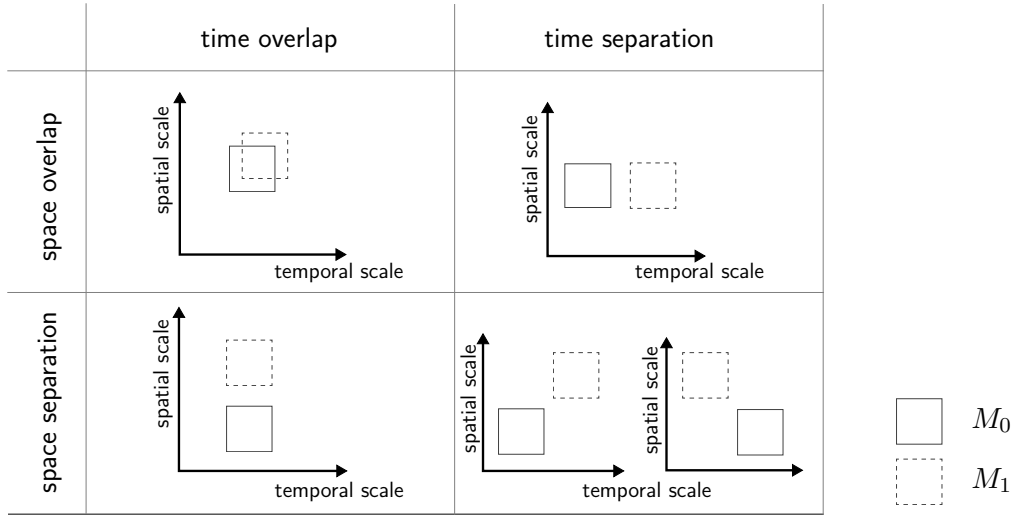 time overlap
time separation
space overlap
spatial scale
temporal scale
spatial scale
temporal scale
space separation
spatial scale
temporal scale
spatial scale
spatial scale
temporal scale
M0
M1